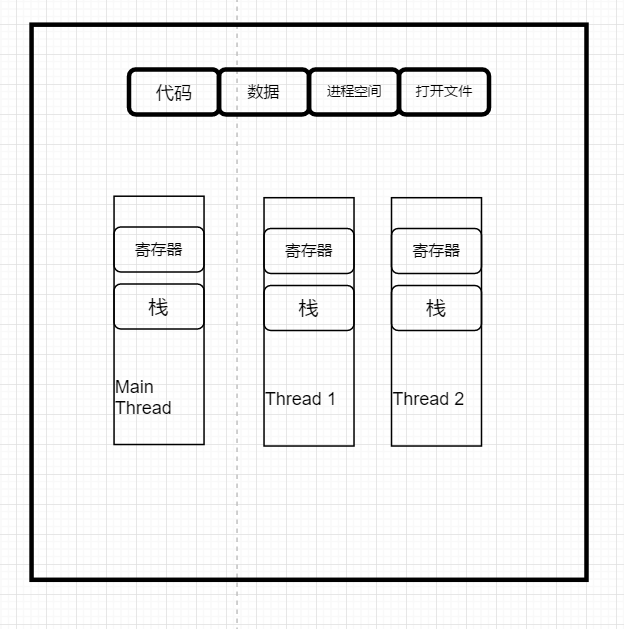 代码 数据 进程空间 打开文件
寄存器 寄存器 寄存器
栈 栈 栈
Main
Thread
Thread 1 Thread 2